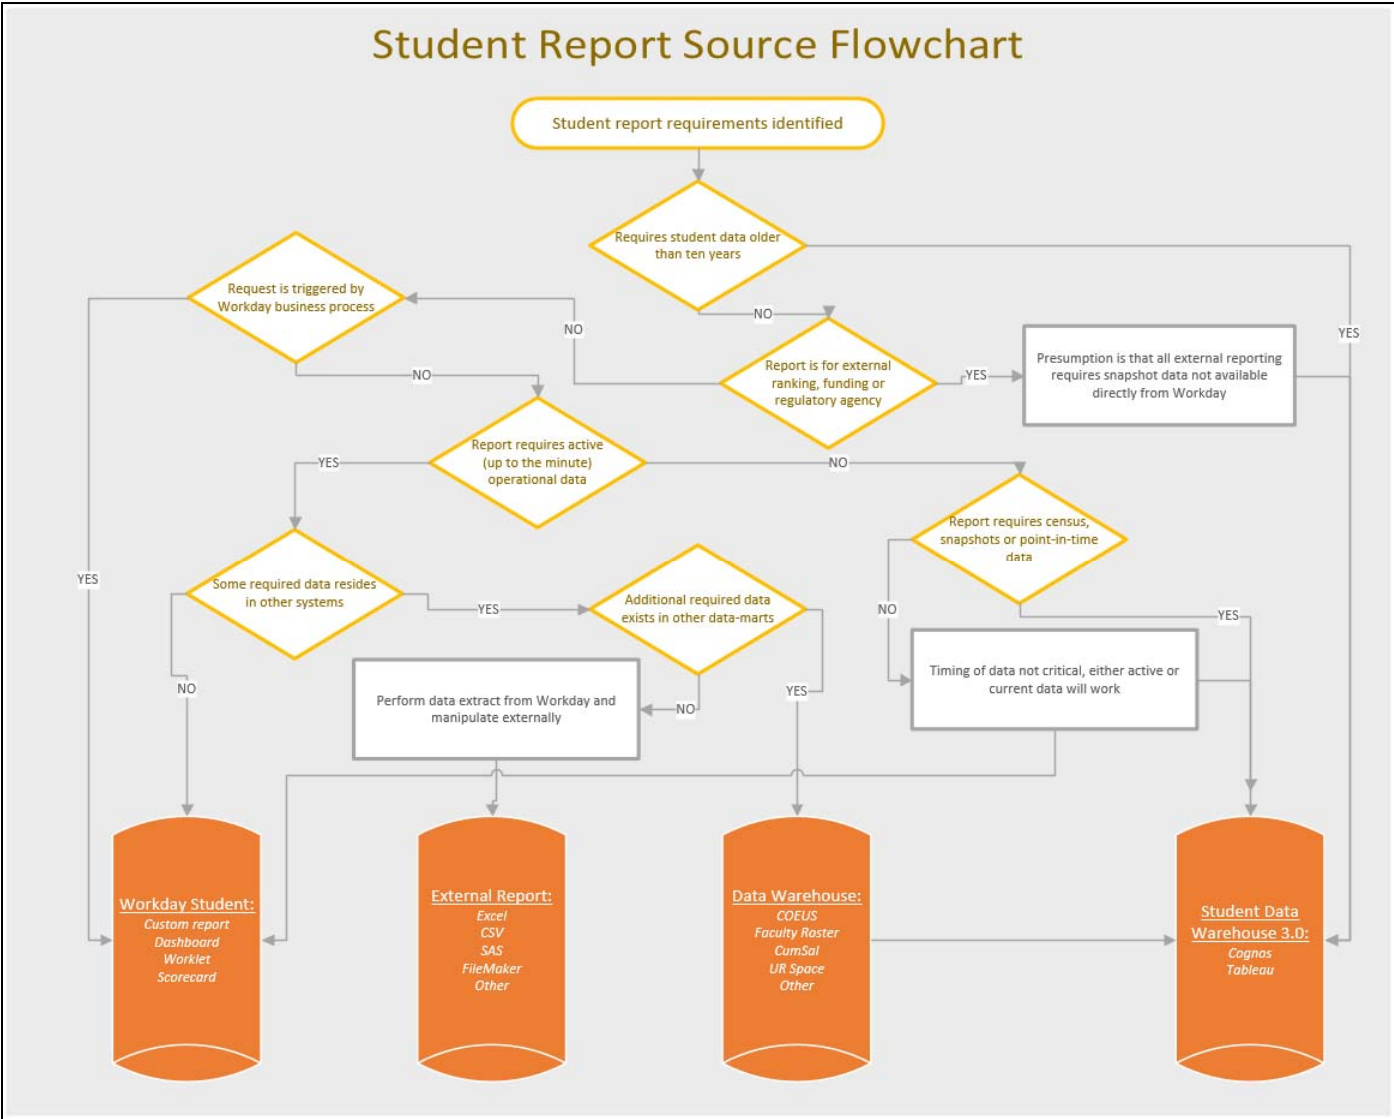 Student Report Source Flowchart
Student report requirements identified
Requires student data older
than ten years
Request is triggered by
Workday business process
NO
NO
YES
Report is for external
ranking, funding or
regulatory agency
YES
Presumption is that all external reporting
requires snapshot data not available
directly from Workday
NO
Report requires active
(up to the minute)
operational data
YES
NO
Report requires census,
snapshots or point-in-time
data
YES
Some required data resides
in other systems
YES
Additional required data
exists in other data-marts
NO
YES
Timing of data not critical, either active or
current data will work
NO
Perform data extract from Workday and
manipulate externally
NO
YES
Workday Student:
Custom report
Dashboard
Worklet
Scorecard
External Report:
Excel
CSV
SAS
FileMaker
Other
Data Warehouse:
COEUS
Faculty Roster
CumSal
UR Space
Other
Student Data
Warehouse 3.0:
Cognos
Tableau